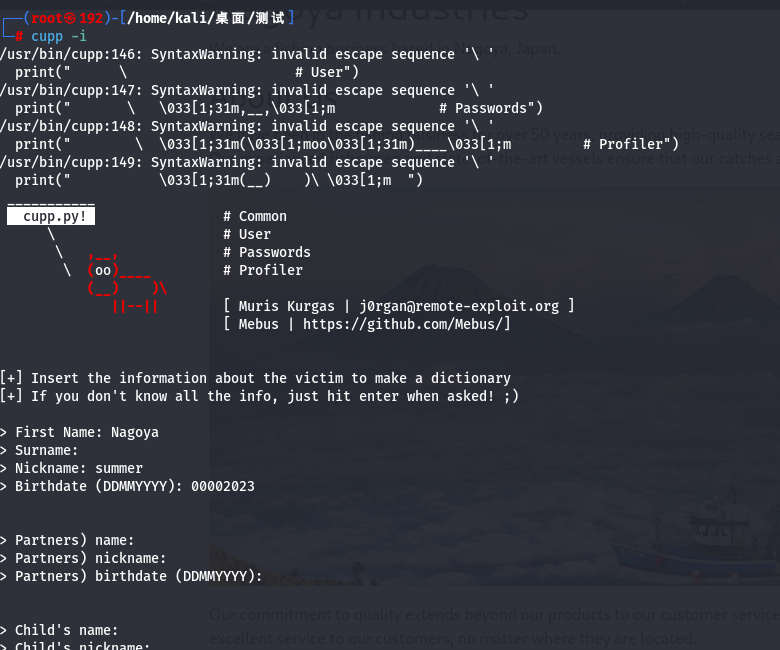 ┌──(root㉿192)-[/home/kali/桌面/测试]
└─# cupp -i
/usr/bin/cupp:146: SyntaxWarning: invalid escape sequence '\ '
print("      \                     # User")
/usr/bin/cupp:147: SyntaxWarning: invalid escape sequence '\ '
print("       \   \033[1;31m,__,\033[1;m             # Passwords")
/usr/bin/cupp:148: SyntaxWarning: invalid escape sequence '\ '
print("        \  \033[1;31m(\033[1;moo\033[1;31m)____\033[1;m         # Profiler")
/usr/bin/cupp:149: SyntaxWarning: invalid escape sequence '\ '
print("           \033[1;31m(__)    )\ \033[1;m  ")
___________
cupp.py!                 # Common
      \                     # User
       \   ,__,             # Passwords
        \  (oo)____         # Profiler
           (__)    )\
              ||--||        [ Muris Kurgas | j0rgan@remote-exploit.org ]
                            [ Mebus | https://github.com/Mebus/]
[+] Insert the information about the victim to make a dictionary
[+] If you don't know all the info, just hit enter when asked! ;)
> First Name: Nagoya
> Surname:
> Nickname: summer
> Birthdate (DDMMYYYY): 00002023
> Partners) name:
> Partners) nickname:
> Partners) birthdate (DDMMYYYY):
> Child's name:
> Child's nickname:
Nagoya Industries
Nagoya, Japan.
over 50 years, providing high-quality sea
the-art vessels ensure that our catches
Our commitment to quality extends beyond our products to our customer service
excellent service to our customers, no matter where they are located.